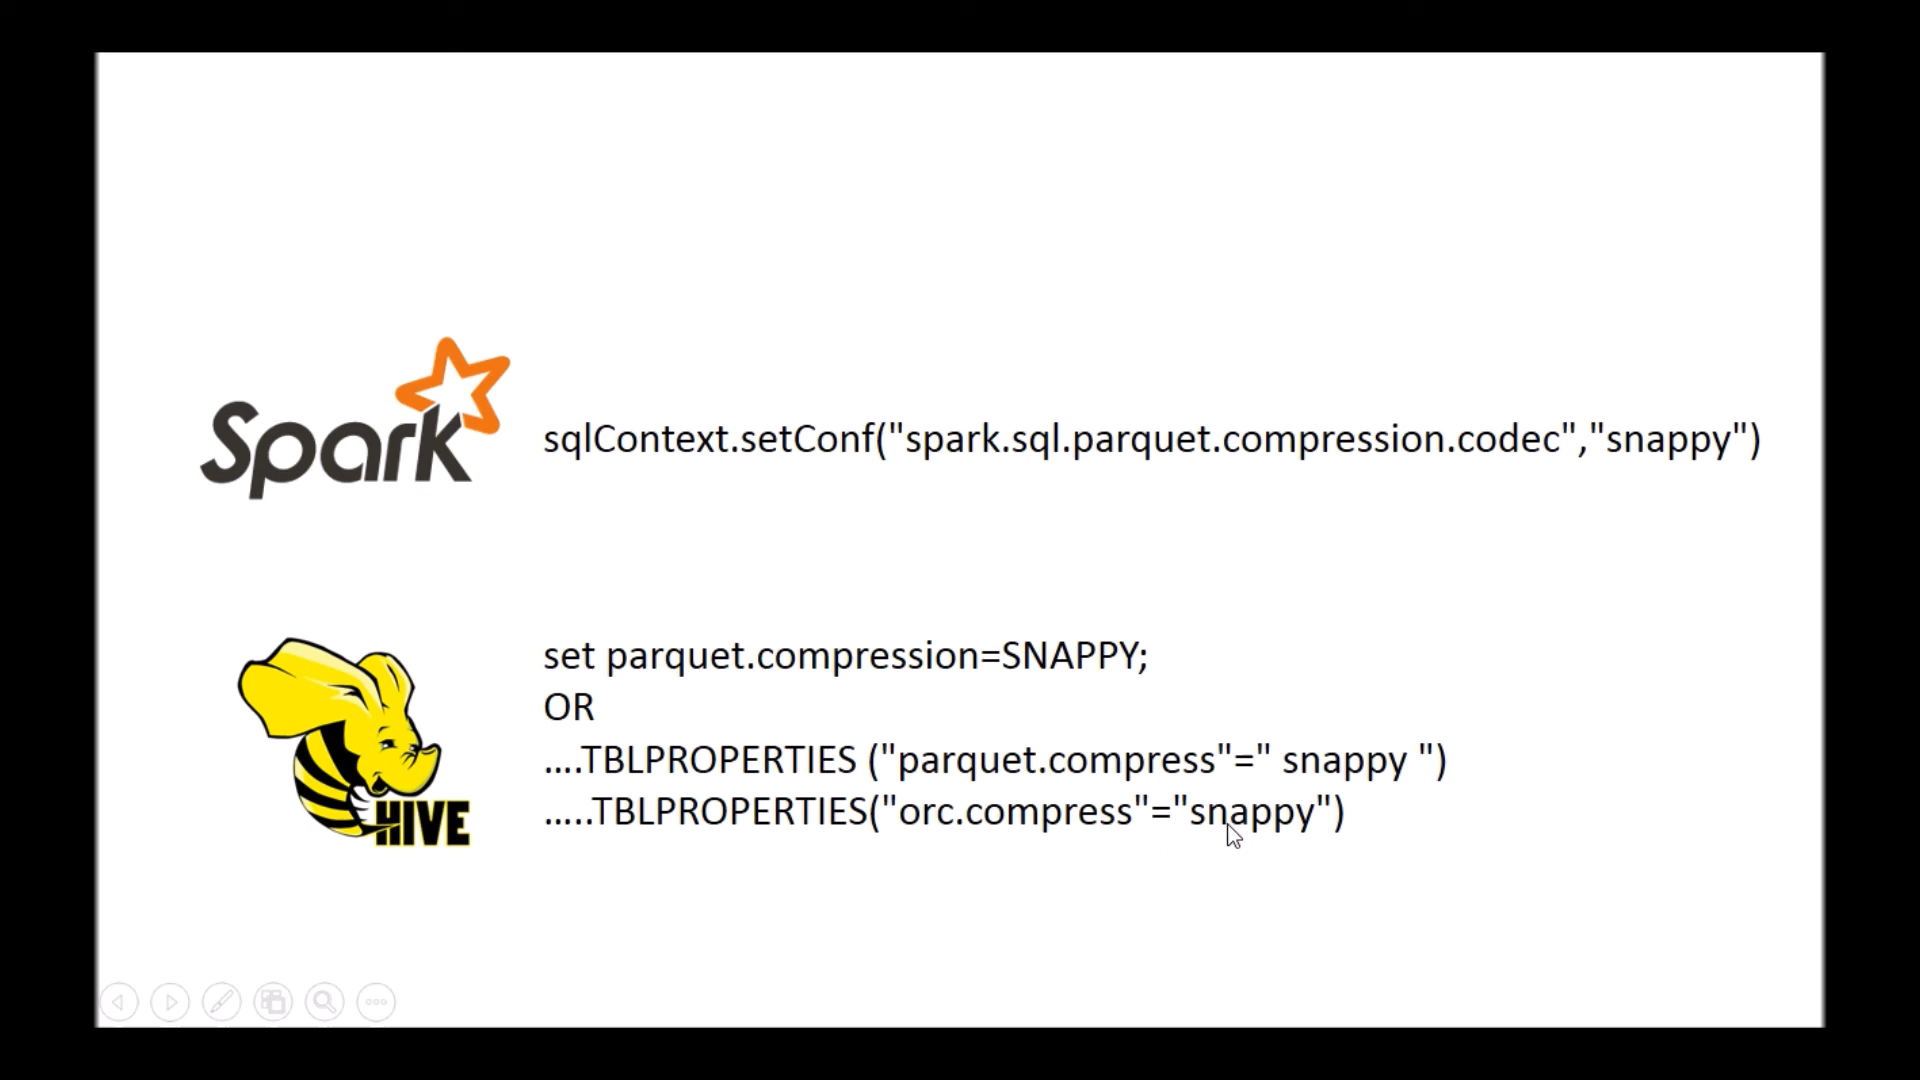 Spark
sqlContext.setConf("spark.sql.parquet.compression.codec","snappy")
set parquet.compression=SNAPPY;
OR
....TBLPROPERTIES ("parquet.compress"=" snappy ")
.....TBLPROPERTIES("orc.compress"="snappy")
HIVE